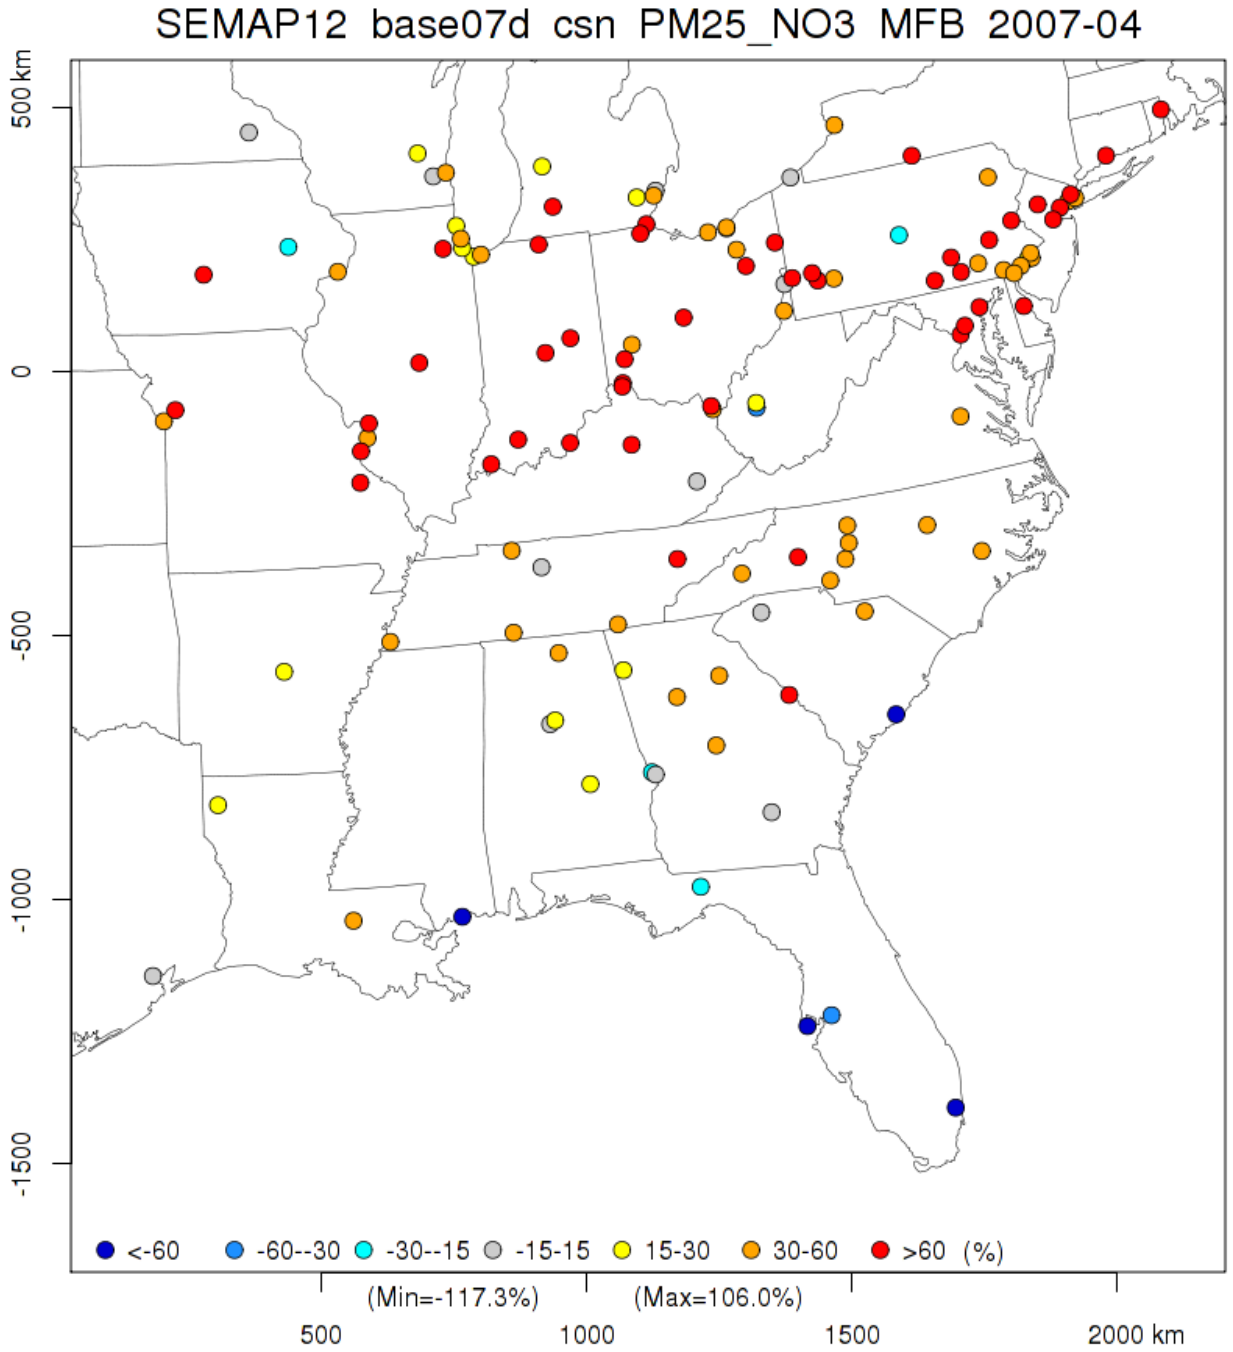 SEMAP12 base07d csn PM25_NO3 MFB 2007-04
500 km
0
-500
-1000
-1500
<-60 -60--30 -30--15 -15-15 15-30 30-60 >60 (%)
(Min=-117.3%) (Max=106.0%)
500 1000 1500 2000 km